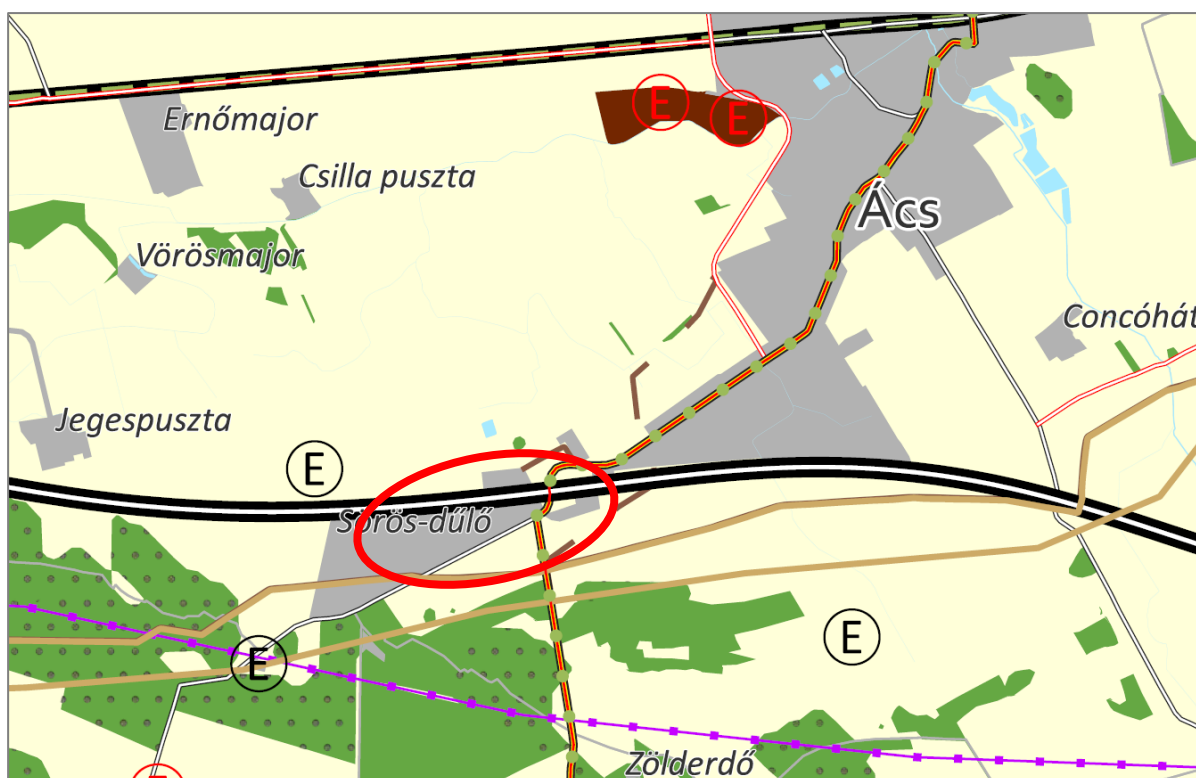 E
E
Ernőmajor
Csilla puszta
Ács
Vörösmajor
Concóhát
Jegespuszta
E
Sörös-dűlő
E
E
Zölderdő
E